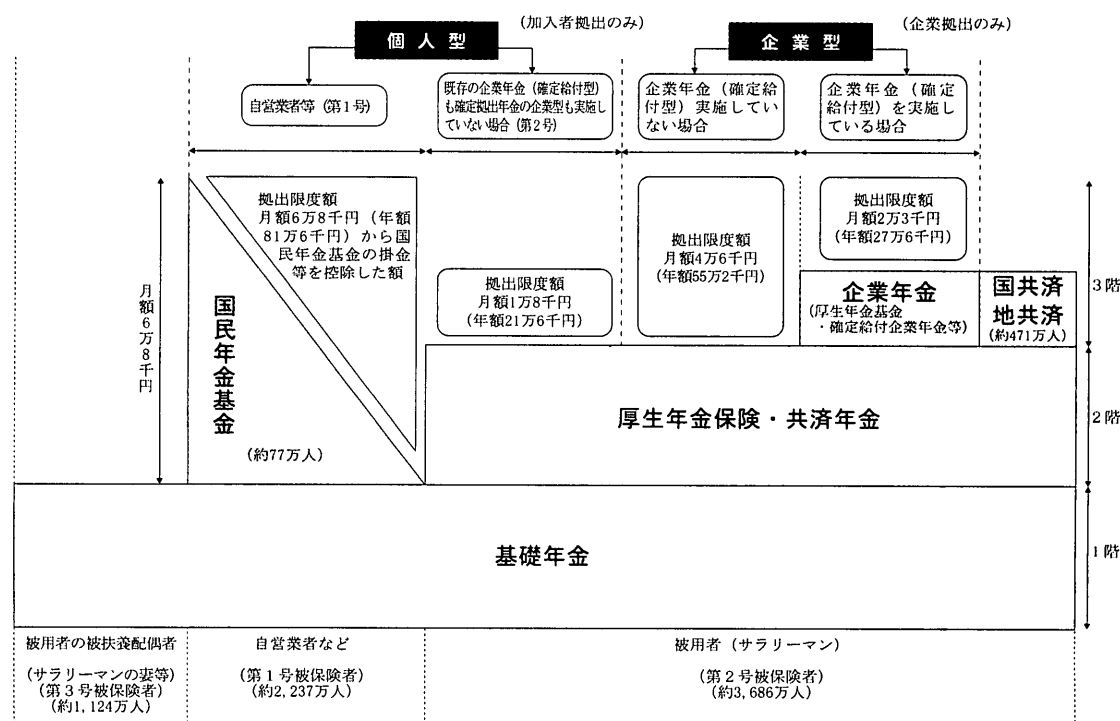 (加入者拠出のみ)
(企業拠出のみ)
個人型
企業型
自営業者等(第1号)
既存の企業年金(確定給付型)
も確定拠出年金の企業型も実施し
ていない場合(第2号)
企業年金(確定給
付型)実施してい
ない場合
企業年金(確定
給付型)を実施
している場合
拠出限度額
月額6万8千円(年額
81万6千円)から国
民年金基金の掛金
等を控除した額
拠出限度額
月額1万8千円
(年額21万6千円)
拠出限度額
月額4万6千円
(年額55万2千円)
拠出限度額
月額2万3千円
(年額27万6千円)
月額6万8千円
国民年金基金
(約77万人)
企業年金
(厚生年金基金
・確定給付企業年金等)
国共済
地共済
(約471万人)
3階
厚生年金保険・共済年金
2階
基礎年金
1階
被用者の被扶養配偶者
(サラリーマンの妻等)
(第3号被保険者)
(約1,124万人)
自営業者など
(第1号被保険者)
(約2,237万人)
被用者(サラリーマン)
(第2号被保険者)
(約3,686万人)